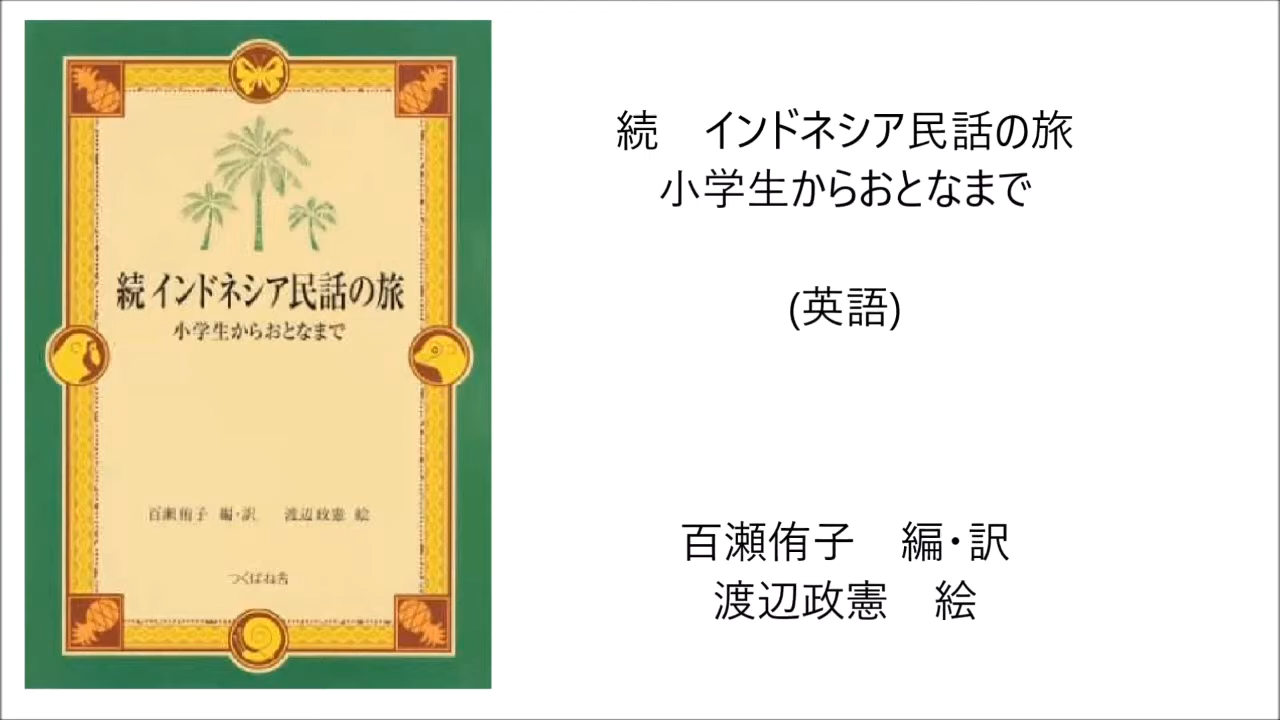 続 インドネシア民話の旅
小学生からおとなまで
百瀬侑子 編・訳 渡辺政憲 絵
つくばね舎
続 インドネシア民話の旅
小学生からおとなまで
(英語)
百瀬侑子 編・訳
渡辺政憲 絵